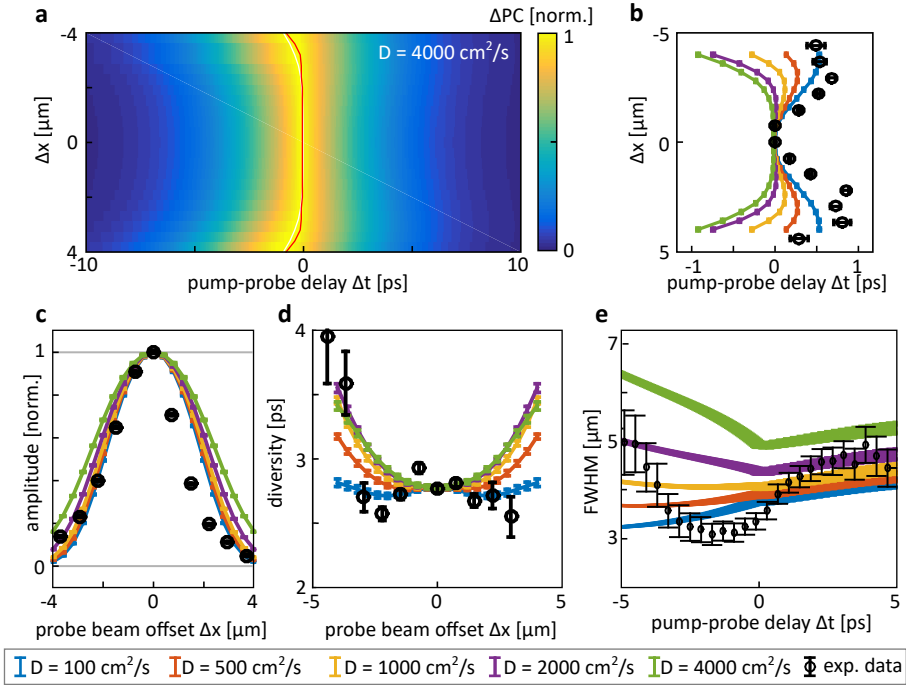 a
ΔPC [norm.]
b
-4
0
4
Δx [µm]
D = 4000 cm²/s
1
0
-10
0
10
pump-probe delay Δt [ps]
-5
0
5
Δx [µm]
-1
0
1
pump-probe delay Δt [ps]
c
1
0
amplitude [norm.]
-4
0
4
probe beam offset Δx [µm]
d
4
3
2
diversity [ps]
-5
0
5
probe beam offset Δx [µm]
e
7
5
3
FWHM [µm]
-5
0
5
pump-probe delay Δt [ps]
D = 100 cm²/s D = 500 cm²/s D = 1000 cm²/s D = 2000 cm²/s D = 4000 cm²/s exp. data